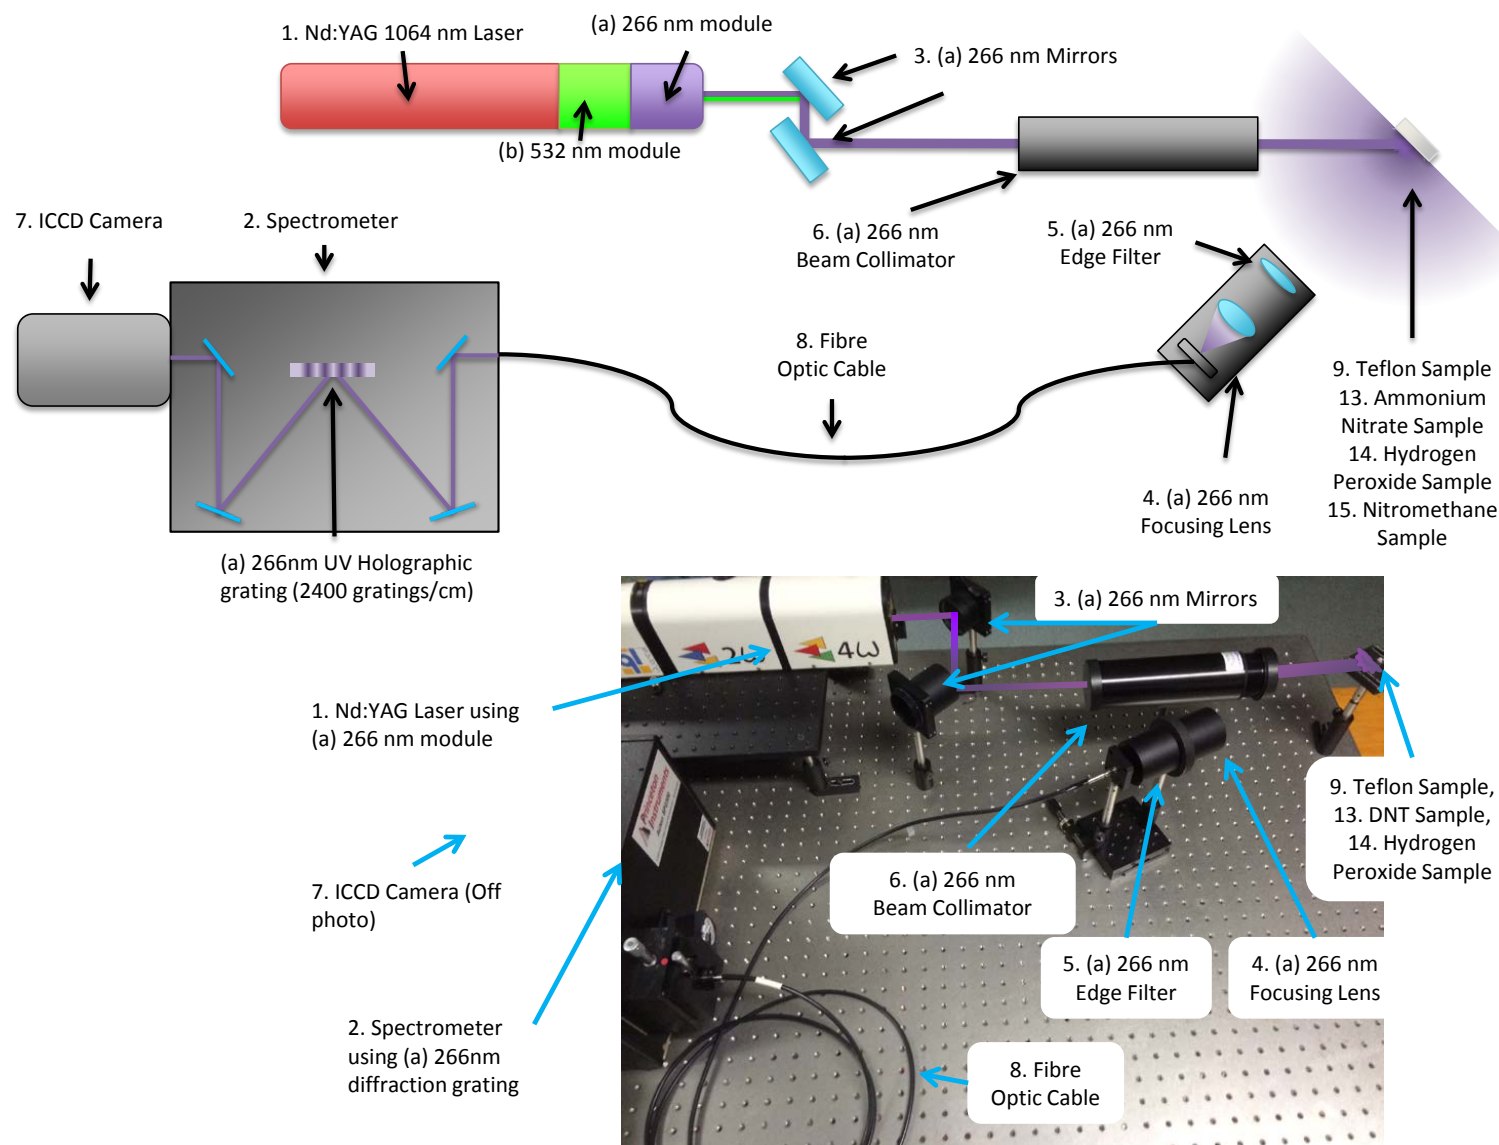 1. Nd:YAG 1064 nm Laser
(a) 266 nm module
3. (a) 266 nm Mirrors
(b) 532 nm module
7. ICCD Camera
2. Spectrometer
6. (a) 266 nm
Beam Collimator
5. (a) 266 nm
Edge Filter
8. Fibre
Optic Cable
9. Teflon Sample
13. Ammonium
Nitrate Sample
14. Hydrogen
Peroxide Sample
15. Nitromethane
Sample
4. (a) 266 nm
Focusing Lens
(a) 266nm UV Holographic
grating (2400 gratings/cm)
3. (a) 266 nm Mirrors
2ω
4ω
1. Nd:YAG Laser using
(a) 266 nm module
Princeton
Instruments
9. Teflon Sample,
13. DNT Sample,
14. Hydrogen
Peroxide Sample
7. ICCD Camera (Off
photo)
6. (a) 266 nm
Beam Collimator
5. (a) 266 nm
Edge Filter
4. (a) 266 nm
Focusing Lens
2. Spectrometer
using (a) 266nm
diffraction grating
8. Fibre
Optic Cable